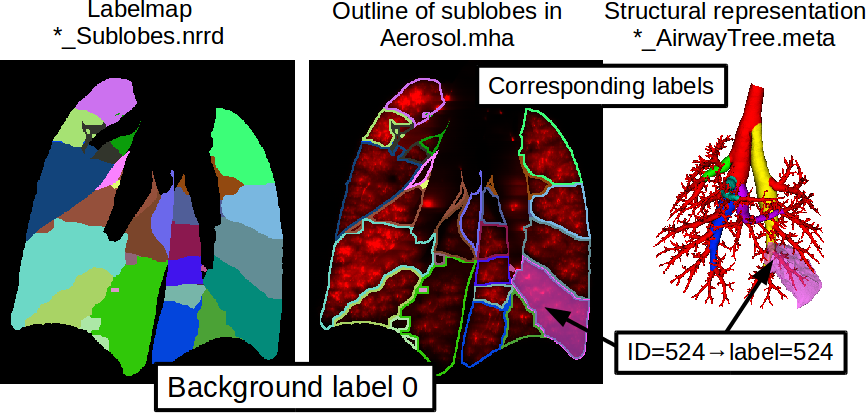 Labelmap
*_Sublobes.nrrd
Outline of sublobes in
Aerosol.mha
Structural representation
*_AirwayTree.meta
Corresponding labels
ID=524→label=524
Background label 0